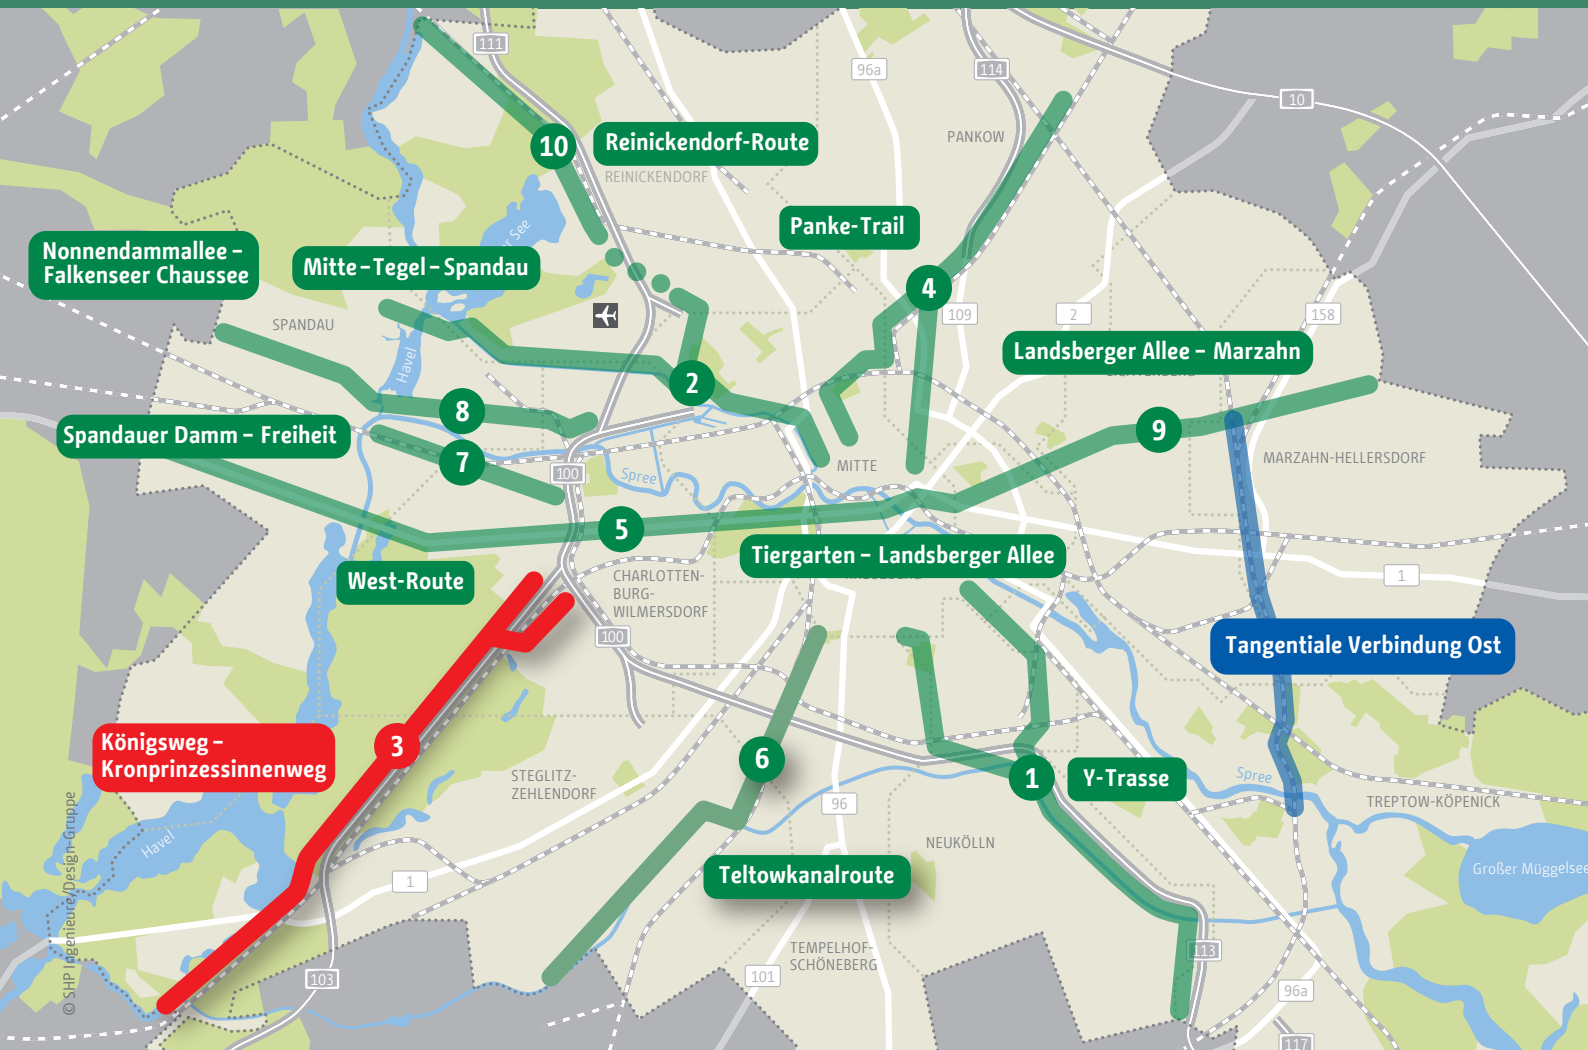 111
96a
114
10
10
Reinickendorf-Route
REINICKENDORF
PANKOW
Panke-Trail
Nonnendammallee –
Falkenseer Chaussee
Mitte – Tegel – Spandau
er See
SPANDAU
Havel
4
109
2
158
Landsberger Allee – Marzahn
2
8
Spandauer Damm – Freiheit
7
100
Spree
MITTE
9
MARZAHN-HELLERSDORF
5
Tiergarten – Landsberger Allee
West-Route
CHARLOTTEN-
BURG-
WILMERSDORF
1
100
Tangentiale Verbindung Ost
Königsweg –
Kronprinzessinnenweg
3
6
STEGLITZ-
ZEHLENDORF
1
Y-Trasse
Spree
96
TREPTOW-KÖPENICK
Havel
NEUKÖLLN
Großer Müggelsee
Teltowkanalroute
1
TEMPELHOF-
SCHÖNEBERG
113
101
103
96a
117
© SHP Ingenieure/Design-Gruppe